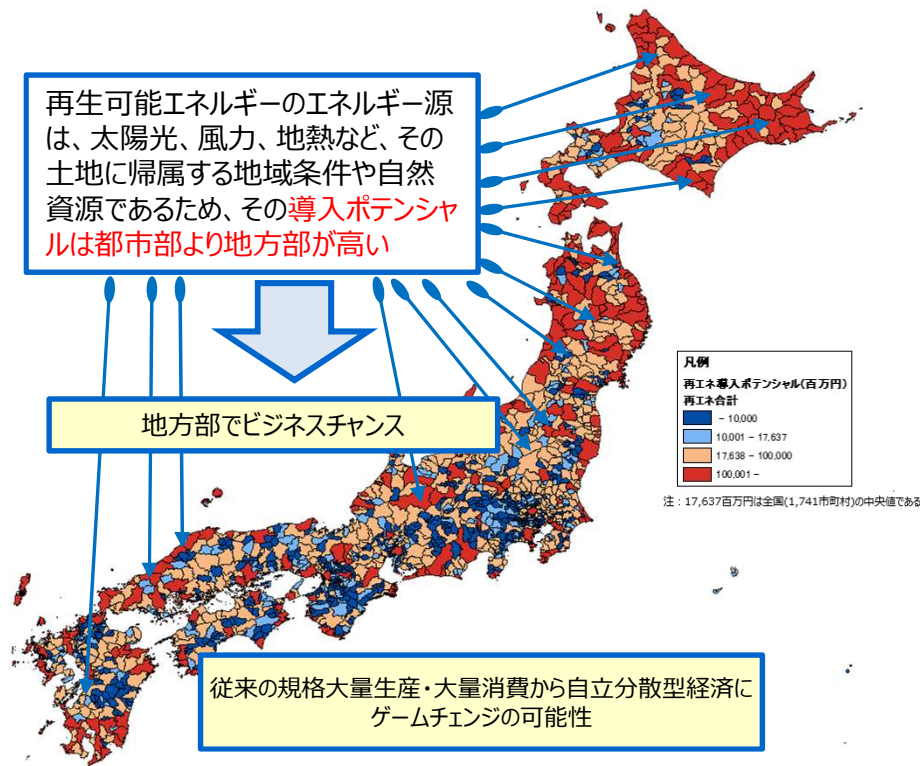 再生可能エネルギーのエネルギー源
は、太陽光、風力、地熱など、その
土地に帰属する地域条件や自然
資源であるため、その導入ポテンシャ
ルは都市部より地方部が高い
地方部でビジネスチャンス
凡例
再エネ導入ポテンシャル(百万円)
再エネ合計
- 10,000
10,001 - 17,637
17,638 - 100,000
100,001 -
注：17,637百万円は全国(1,741市町村)の中央値である
従来の規格大量生産・大量消費から自立分散型経済に
ゲームチェンジの可能性